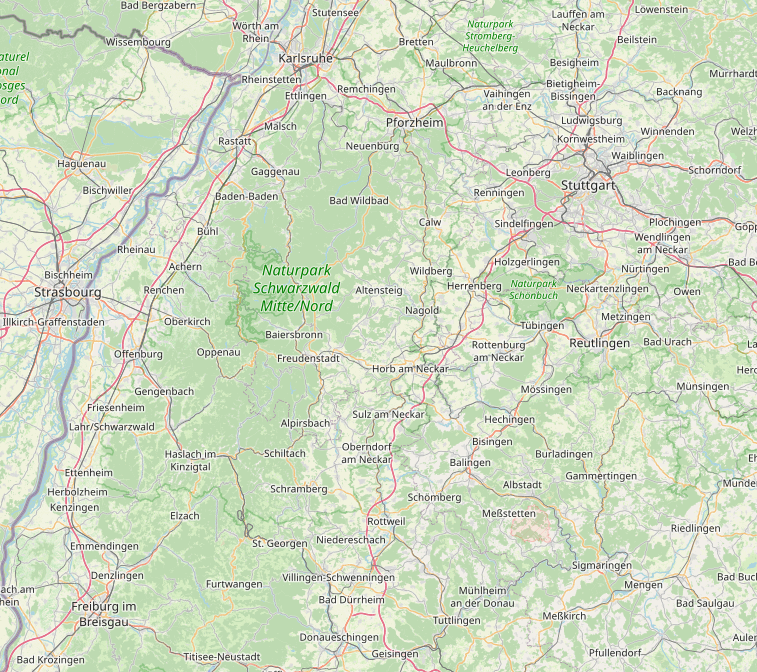 Bad Bergzabern
Stutensee
Löwenstein
Lauffen am
Neckar
Wörth am
Rhein
Naturpark
Stromberg-
Heuchelberg
Beilstein
Wissembourg
Bretten
Karlsruhe
Maulbronn
Besigheim
Murrhardt
Rheinstetten
Remchingen
Bietigheim-
Bissingen
Backnang
Ettlingen
Vaihingen
an der Enz
Malsch
Pforzheim
Ludwigsburg
Winnenden
Rastatt
Neuenburg
Kornwestheim
Waiblingen
Haguenau
Gaggenau
Leonberg
Schorndorf
Stuttgart
Bischwiller
Baden-Baden
Bad Wildbad
Renningen
Calw
Sindelfingen
Plochingen
Bühl
Wendlingen
am Neckar
Rheinau
Holzgerlingen
Achern
Naturpark
Schwarzwald
Mitte/Nord
Wildberg
Nürtingen
Bischheim
Strasbourg
Renchen
Altensteig
Herrenberg
Naturpark
Schönbuch
Neckartenzlingen
Owen
Nagold
Metzingen
Illkirch-Graffenstaden
Oberkirch
Tübingen
Baiersbronn
Reutlingen
Bad Urach
Offenburg
Oppenau
Freudenstadt
Rottenburg
am Neckar
Horb am Neckar
Gengenbach
Mössingen
Münsingen
Friesenheim
Sulz am Neckar
Hechingen
Lahr/Schwarzwald
Alpirsbach
Bisingen
Haslach im
Kinzigtal
Schiltach
Oberndorf
am Neckar
Burladingen
Balingen
Ettenheim
Gammertingen
Herbolzheim
Schramberg
Schömberg
Albstadt
Kenzingen
Elzach
Rottweil
Meßstetten
Riedlingen
Emmendingen
St. Georgen
Niedereschach
Denzlingen
Sigmaringen
Villingen-Schwenningen
Furtwangen
Mengen
Mühlheim
an der Donau
Freiburg im
Breisgau
Bad Dürrheim
Bad Saulgau
Meßkirch
Tuttlingen
Donaueschingen
Bad Krozingen
Titisee-Neustadt
Geisingen
Pfullendorf